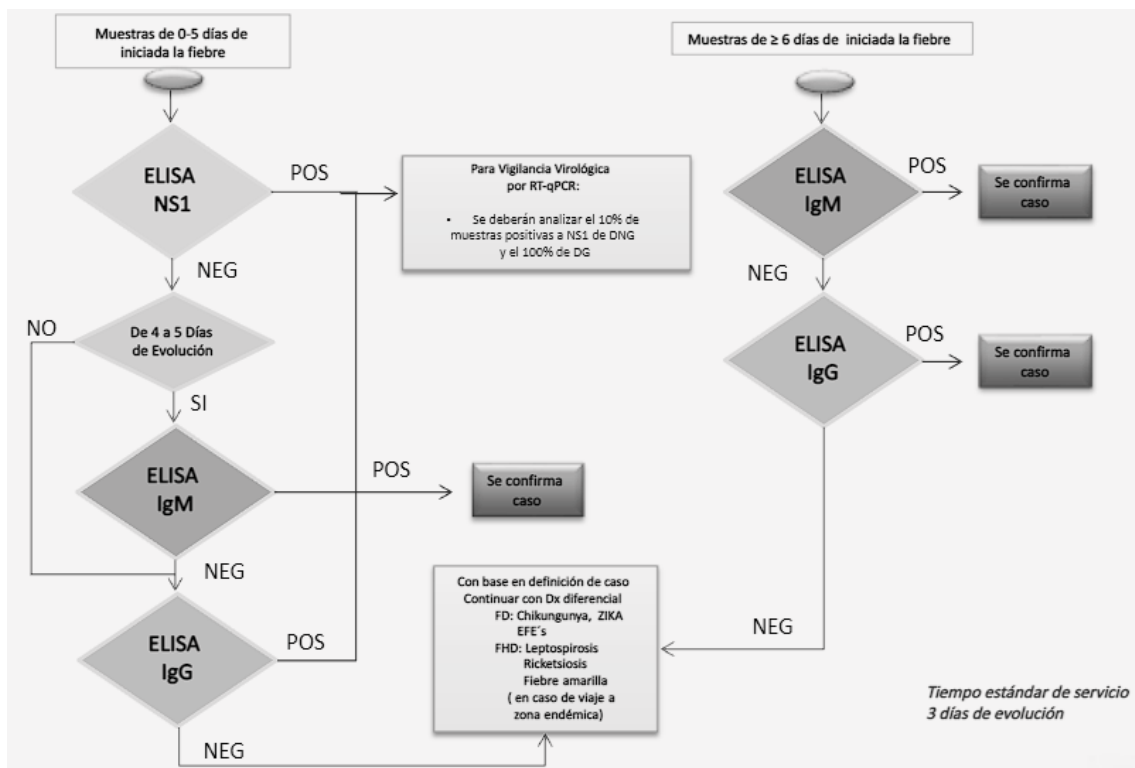 Muestras de 0-5 días de
iniciada la fiebre
ELISA
NS1
POS
NEG
Para Vigilancia Virológica
por RT-qPCR:
• Se deberán analizar el 10% de
muestras positivas a NS1 de DNG
y el 100% de DG
De 4 a 5 Días
de Evolución
NO
SI
ELISA
IgM
POS
Se confirma
caso
NEG
ELISA
IgG
POS
NEG
Con base en definición de caso
Continuar con Dx diferencial
FD: Chikungunya, ZIKA
EFE´s
FHD: Leptospirosis
Ricketsiosis
Fiebre amarilla
( en caso de viaje a
zona endémica)
Muestras de ≥ 6 días de iniciada la fiebre
ELISA
IgM
POS
Se confirma
caso
NEG
ELISA
IgG
POS
Se confirma
caso
NEG
Tiempo estándar de servicio
3 días de evolución